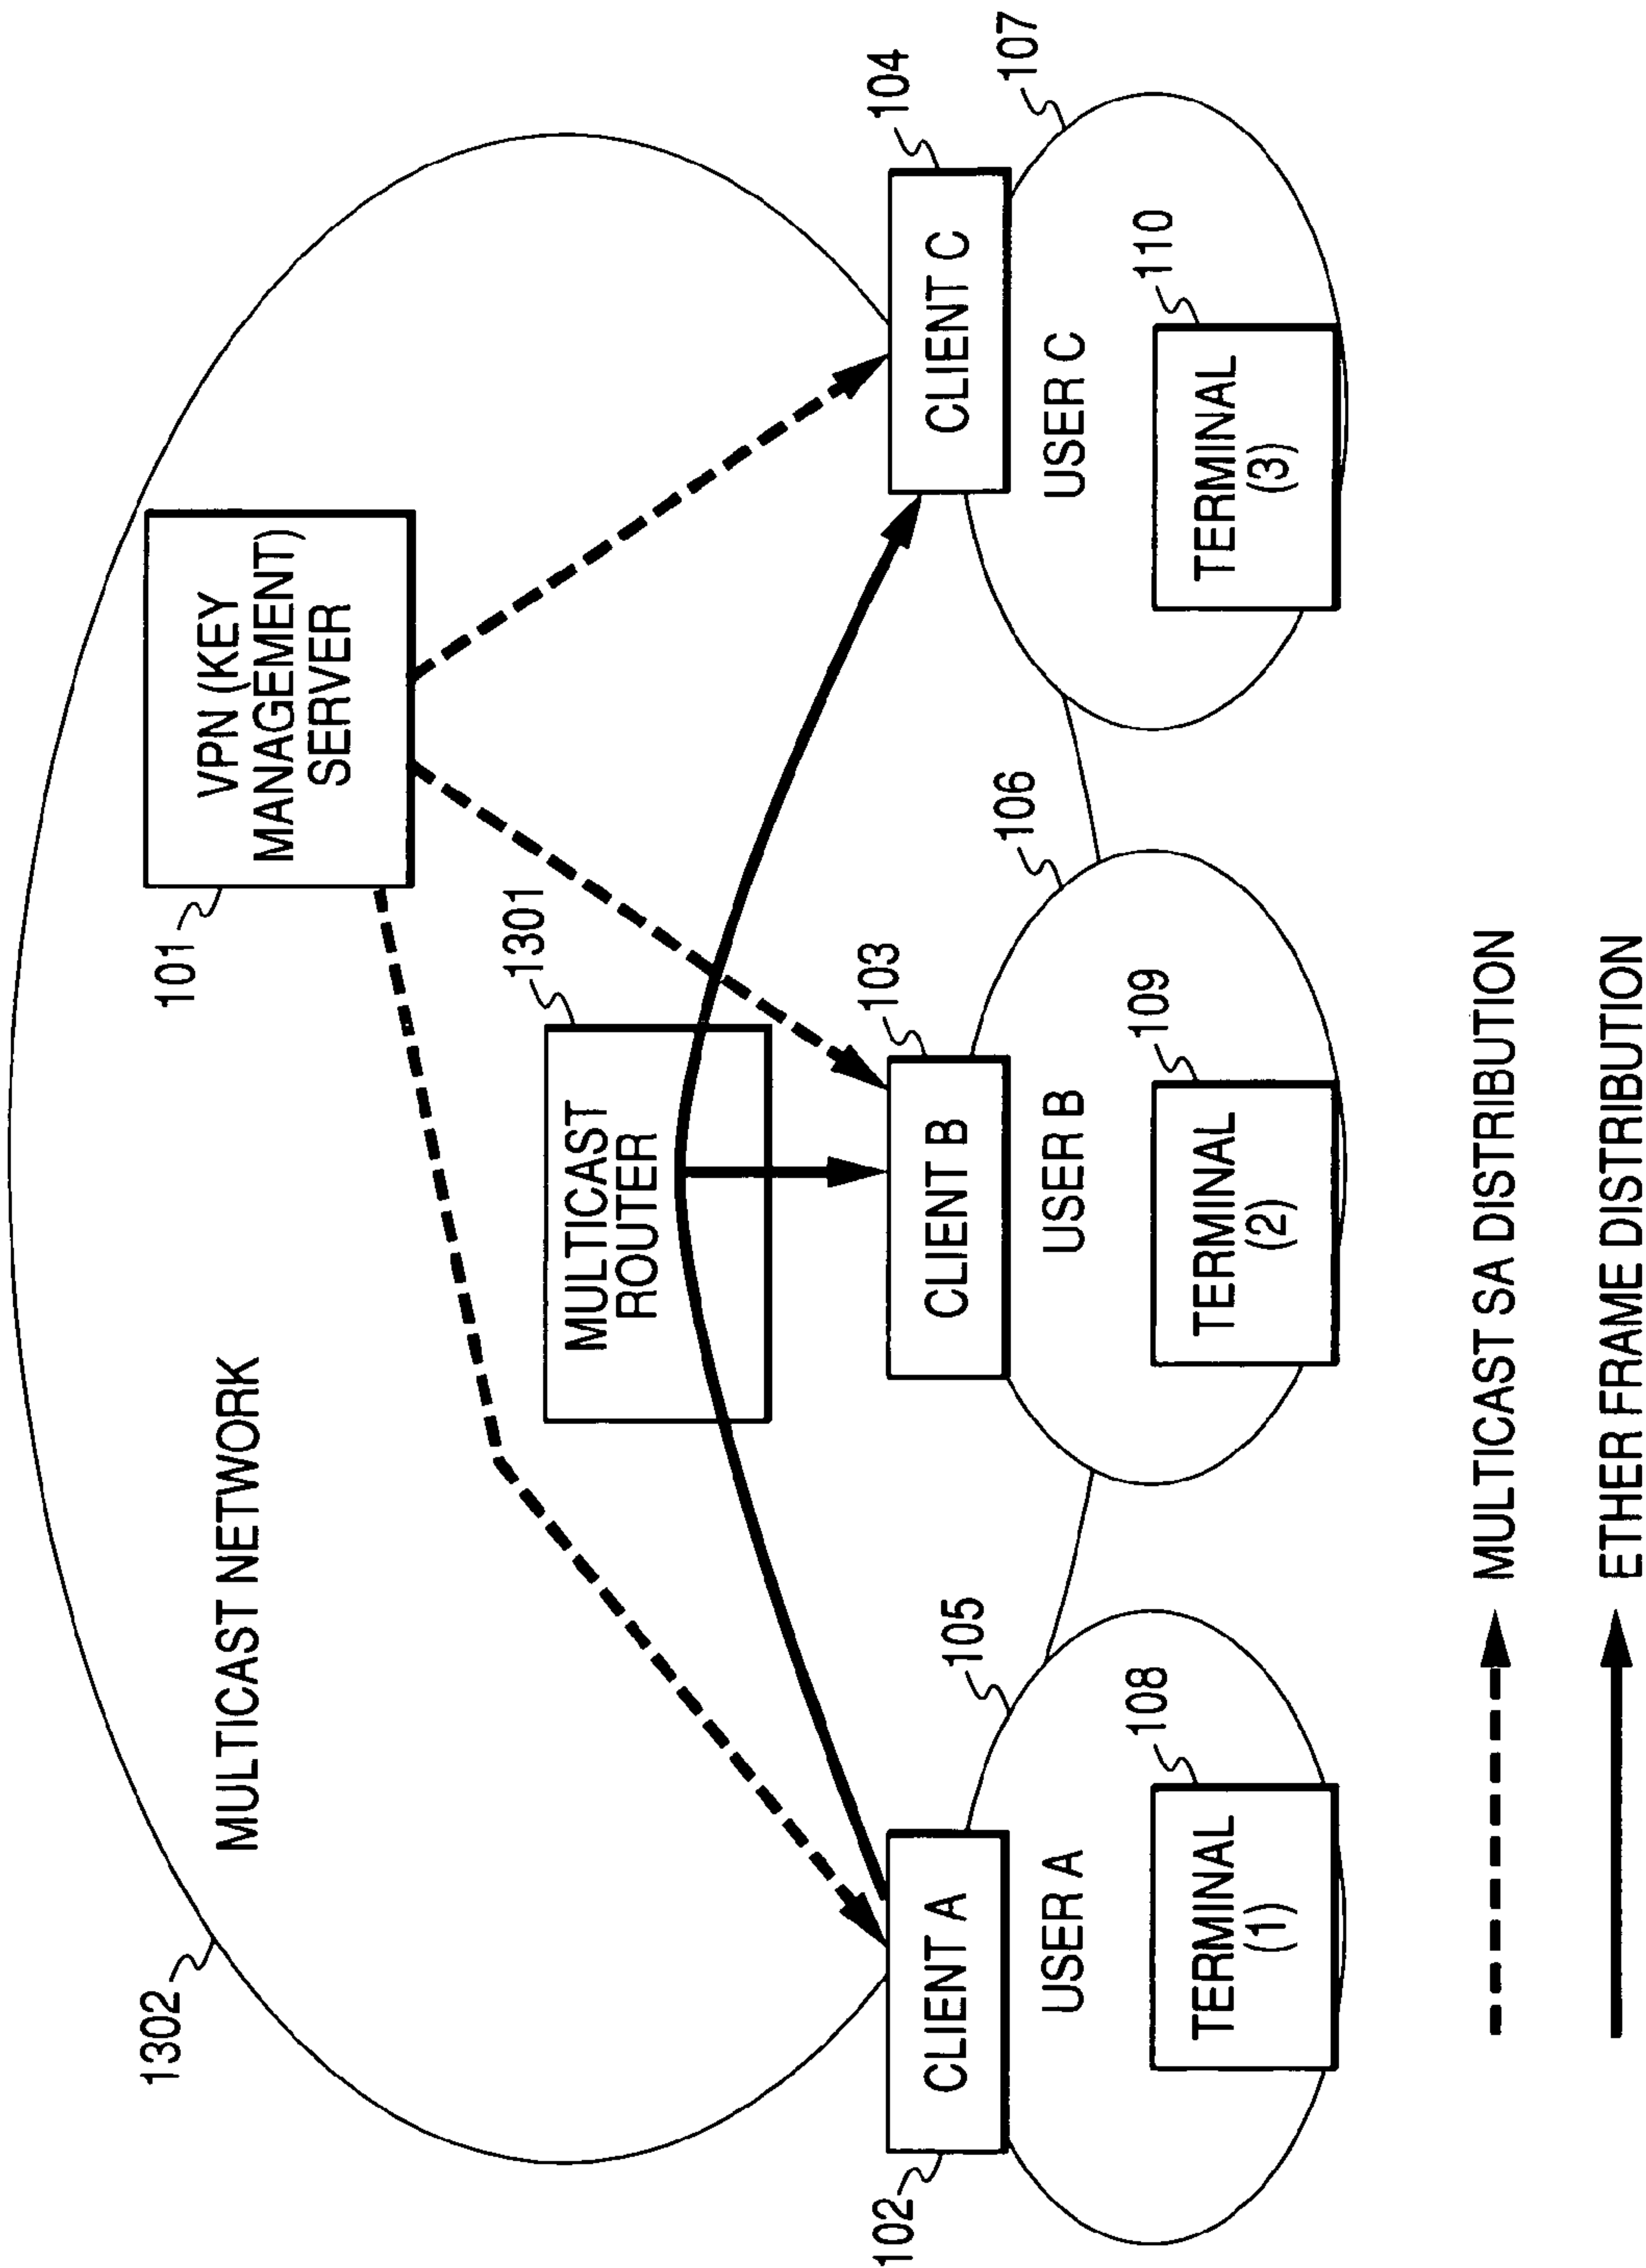 1302
MULTICAST NETWORK
101
VPN (KEY
MANAGEMENT)
SERVER
1301
MULTICAST
ROUTER
102
CLIENT A
103
CLIENT B
104
CLIENT C
105
USER A
106
USER B
107
USER C
108
TERMINAL
(1)
109
TERMINAL
(2)
110
TERMINAL
(3)
MULTICAST SA DISTRIBUTION
ETHER FRAME DISTRIBUTION